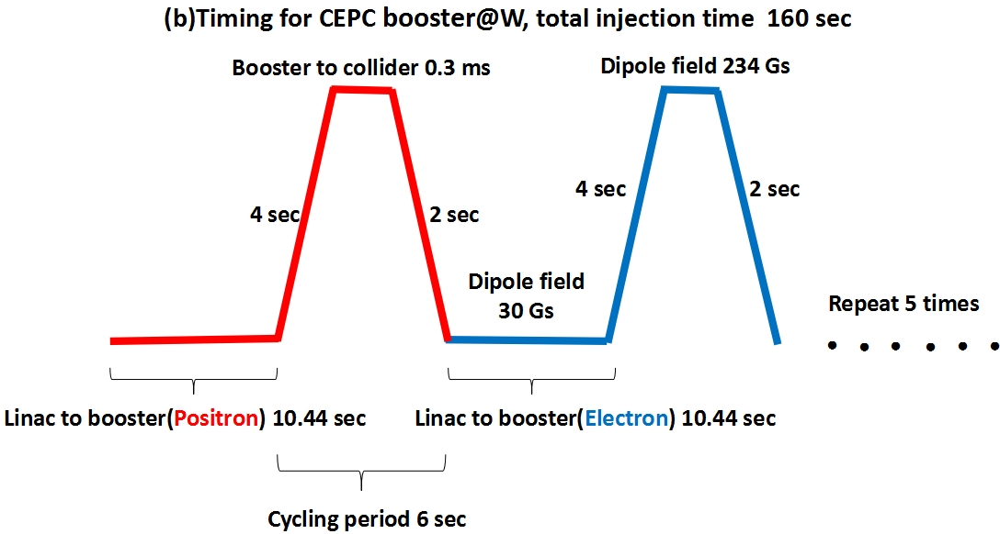 (b)Timing for CEPC booster@W, total injection time 160 sec
Booster to collider 0.3 ms
Dipole field 234 Gs
4 sec
2 sec
4 sec
2 sec
Dipole field
30 Gs
Repeat 5 times
Linac to booster(Positron) 10.44 sec
Linac to booster(Electron) 10.44 sec
Cycling period 6 sec